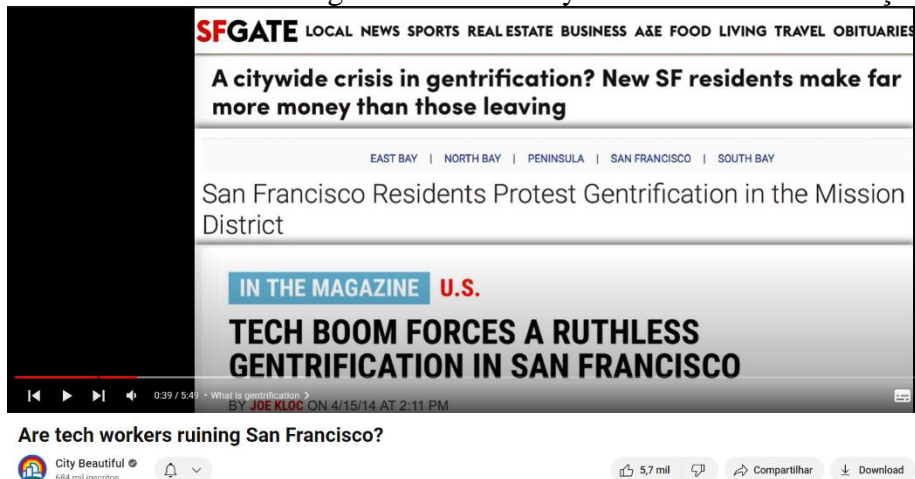 SFGATE LOCAL NEWS SPORTS REAL ESTATE BUSINESS A&E FOOD LIVING TRAVEL OBITUARIES
A citywide crisis in gentrification? New SF residents make far
more money than those leaving
EAST BAY | NORTH BAY | PENINSULA | SAN FRANCISCO | SOUTH BAY
San Francisco Residents Protest Gentrification in the Mission
District
IN THE MAGAZINE U.S.
TECH BOOM FORCES A RUTHLESS
GENTRIFICATION IN SAN FRANCISCO
BY JOE KLOC ON 4/15/14 AT 2:11 PM
0:39 / 5:49 • What is gentrification >
Are tech workers ruining San Francisco?
City Beautiful
684 mil inscritos
5,7 mil Compartilhar Download